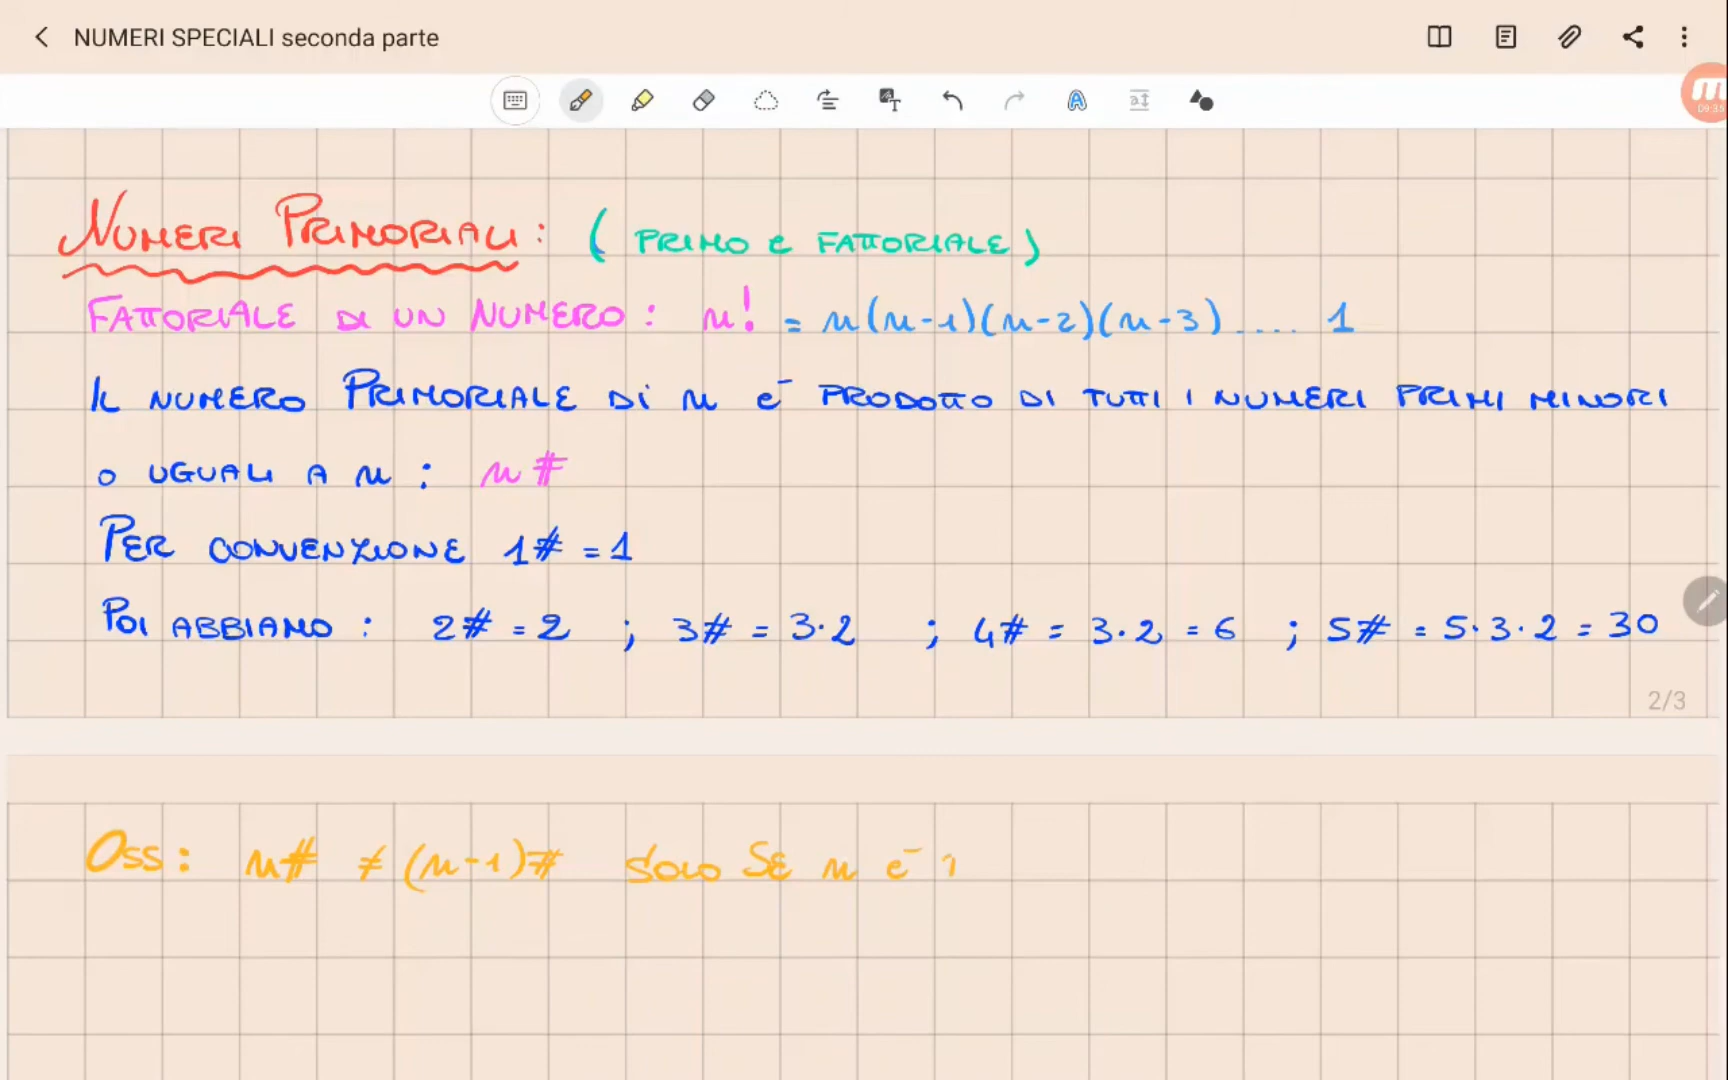 NUMERI SPECIALI seconda parte
09:35
NUMERI PRIMORIALI: (PRIMO E FATTORIALE)
FATTORIALE DI UN NUMERO: n! = n(n-1)(n-2)(n-3).... 1
IL NUMERO PRIMORIALE DI n è PRODOTTO DI TUTTI I NUMERI PRIMI MINORI
O UGUALI A n: n#
PER CONVENZIONE 1# = 1
POI ABBIAMO: 2# = 2 ; 3# = 3·2 ; 4# = 3·2 = 6 ; 5# = 5·3·2 = 30
2/3
OSS: n# ≠ (n-1)# SOLO SE n è